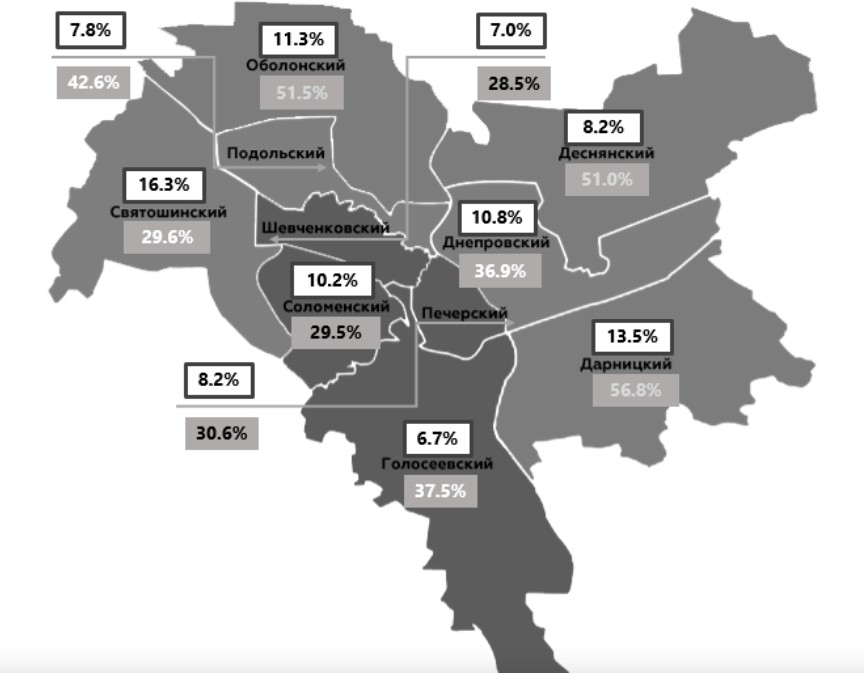 7.8%
42.6%
11.3%
Оболонский
51.5%
7.0%
28.5%
8.2%
Деснянский
51.0%
Подольский
16.3%
Святошинский
29.6%
Шевченковский
10.8%
Днепровский
36.9%
10.2%
Соломенский
29.5%
Печерский
13.5%
Дарницкий
56.8%
8.2%
30.6%
6.7%
Голосеевский
37.5%